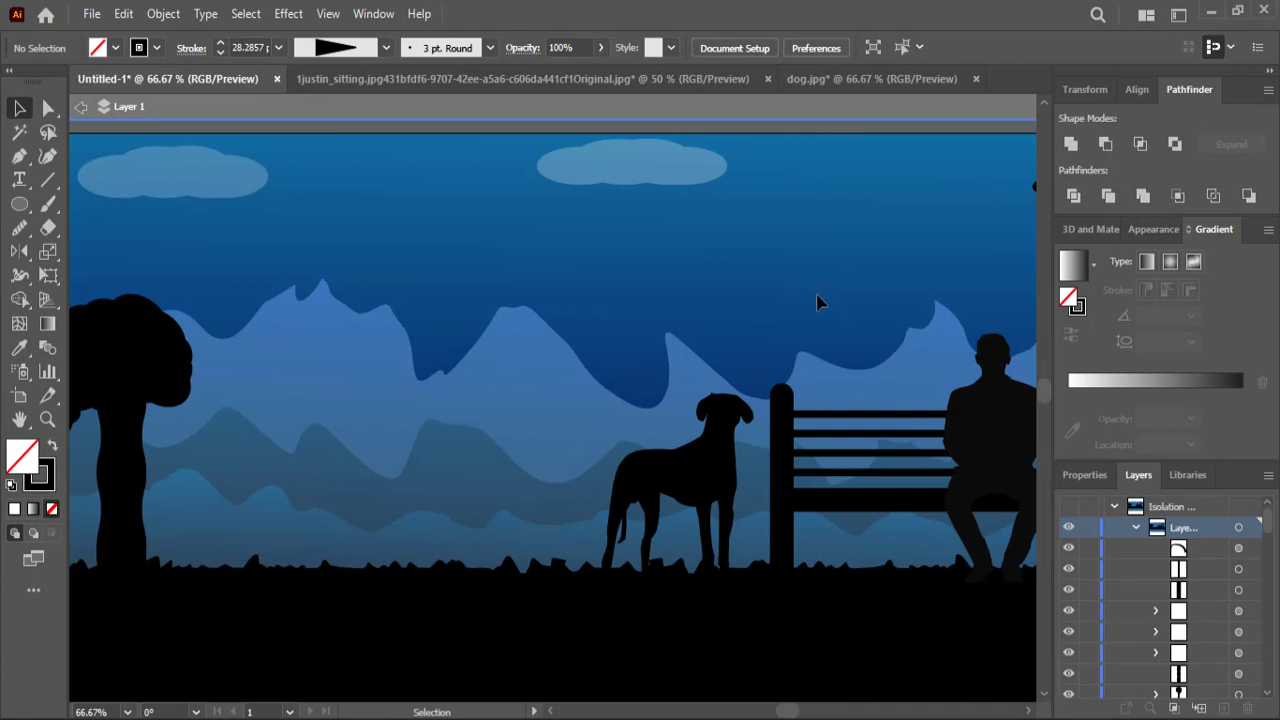 Ai File Edit Object Type Select Effect View Window Help
No Selection Stroke: 28.2857 p 3 pt. Round Opacity: 100% Style: Document Setup Preferences
Untitled-1* @ 66.67 % (RGB/Preview) × 1justin_sitting.jpg431bfdf6-9707-42ee-a5a6-c606da441cf1Original.jpg* @ 50 % (RGB/Preview) × dog.jpg* @ 66.67 % (RGB/Preview) ×
Layer 1
Transform Align Pathfinder
Shape Modes:
Expand
Pathfinders:
3D and Mate Appearance Gradient
Type:
Stroke:
Opacity:
Location:
Properties Layers Libraries
Isolation ...
Laye...
66.67% 0° 1 Selection